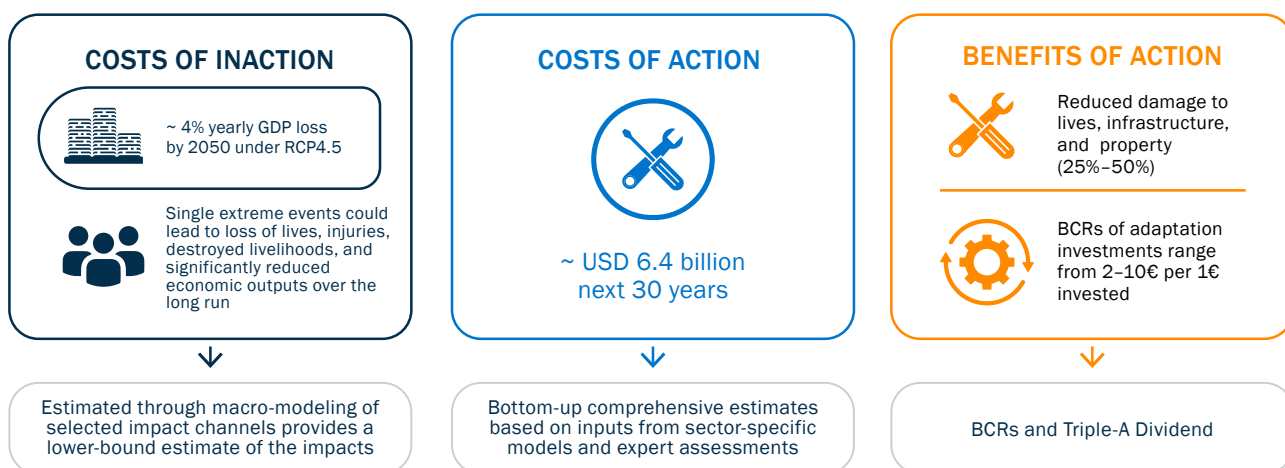 COSTS OF INACTION
~ 4% yearly GDP loss
by 2050 under RCP4.5
Single extreme events could
lead to loss of lives, injuries,
destroyed livelihoods, and
significantly reduced
economic outputs over the
long run
Estimated through macro-modeling of
selected impact channels provides a
lower-bound estimate of the impacts
COSTS OF ACTION
~ USD 6.4 billion
next 30 years
Bottom-up comprehensive estimates
based on inputs from sector-specific
models and expert assessments
BENEFITS OF ACTION
Reduced damage to
lives, infrastructure,
and property
(25%–50%)
BCRs of adaptation
investments range
from 2–10€ per 1€
invested
BCRs and Triple-A Dividend